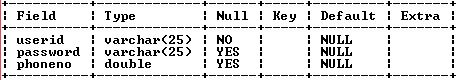 Field | Type | Null | Key | Default | Extra
userid | varchar(25) | NO | | NULL |
password | varchar(25) | YES | | NULL |
phoneno | double | YES | | NULL |